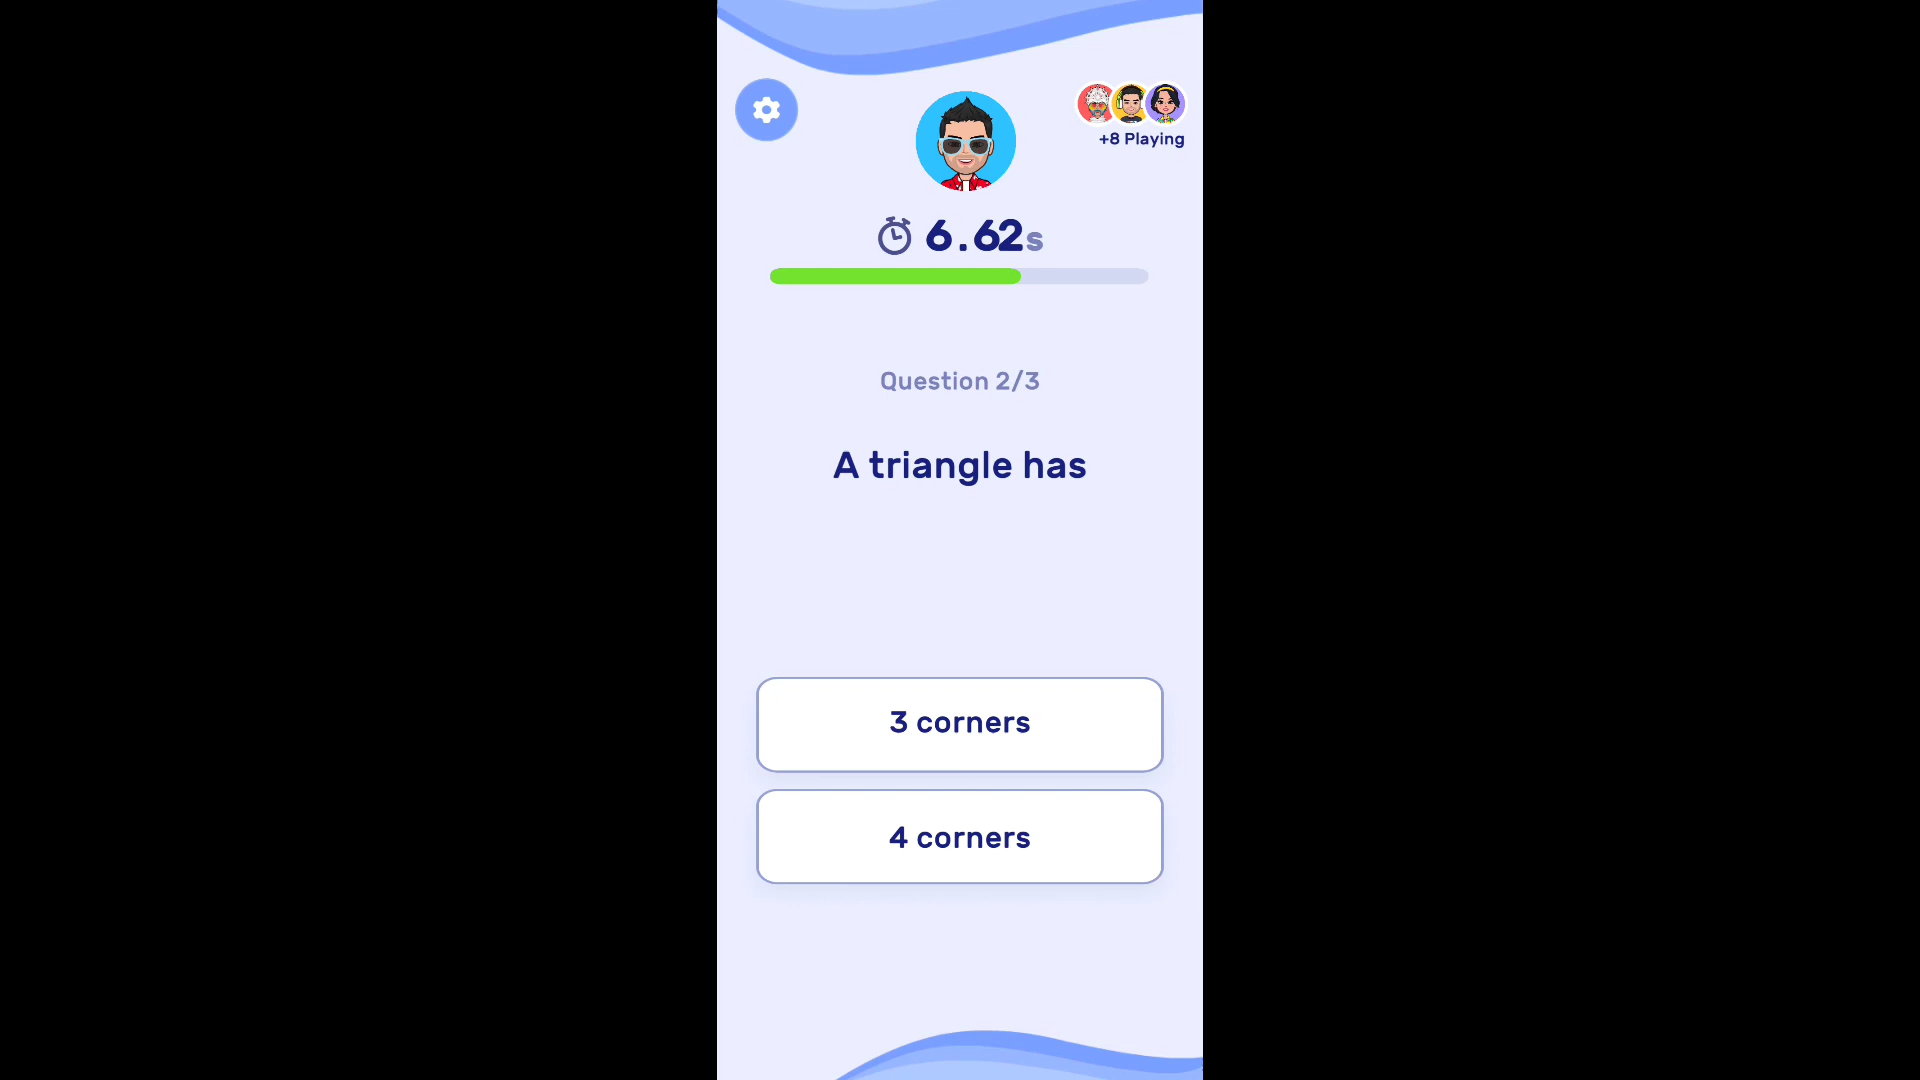 +8 Playing
6.62s
Question 2/3
A triangle has
3 corners
4 corners